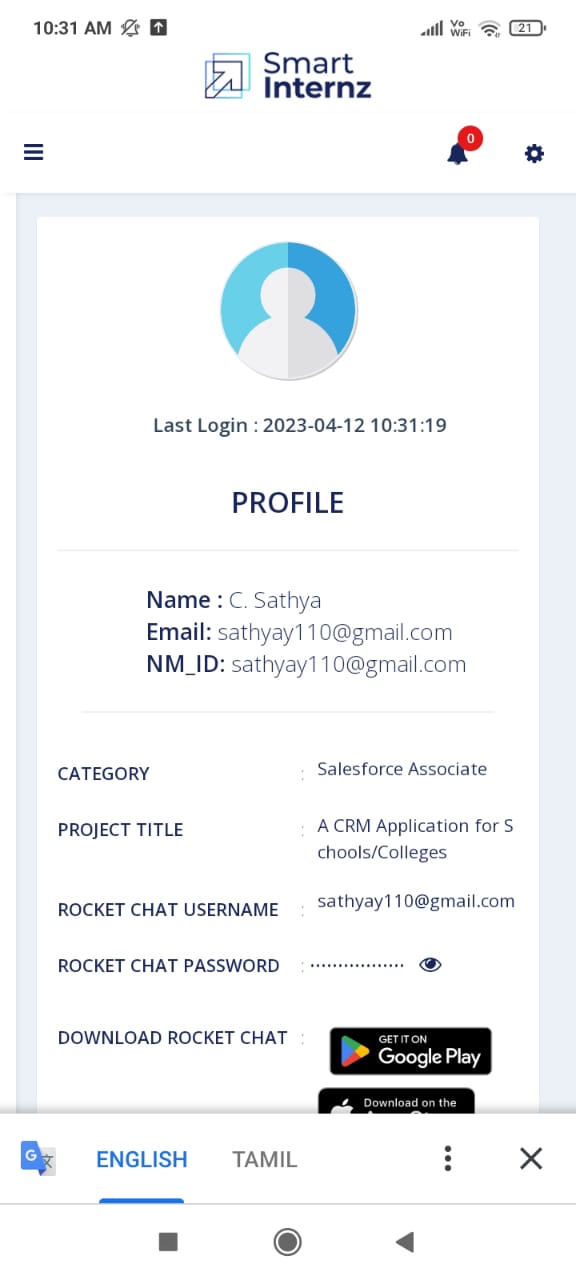 10:31 AM
Vo
WiFi
21
Smart
Internz
0
Last Login : 2023-04-12 10:31:19
PROFILE
Name : C. Sathya
Email: sathyay110@gmail.com
NM_ID: sathyay110@gmail.com
CATEGORY : Salesforce Associate
PROJECT TITLE : A CRM Application for S
chools/Colleges
ROCKET CHAT USERNAME : sathyay110@gmail.com
ROCKET CHAT PASSWORD : ·················
DOWNLOAD ROCKET CHAT :
GET IT ON
Google Play
Download on the
G 文
ENGLISH TAMIL